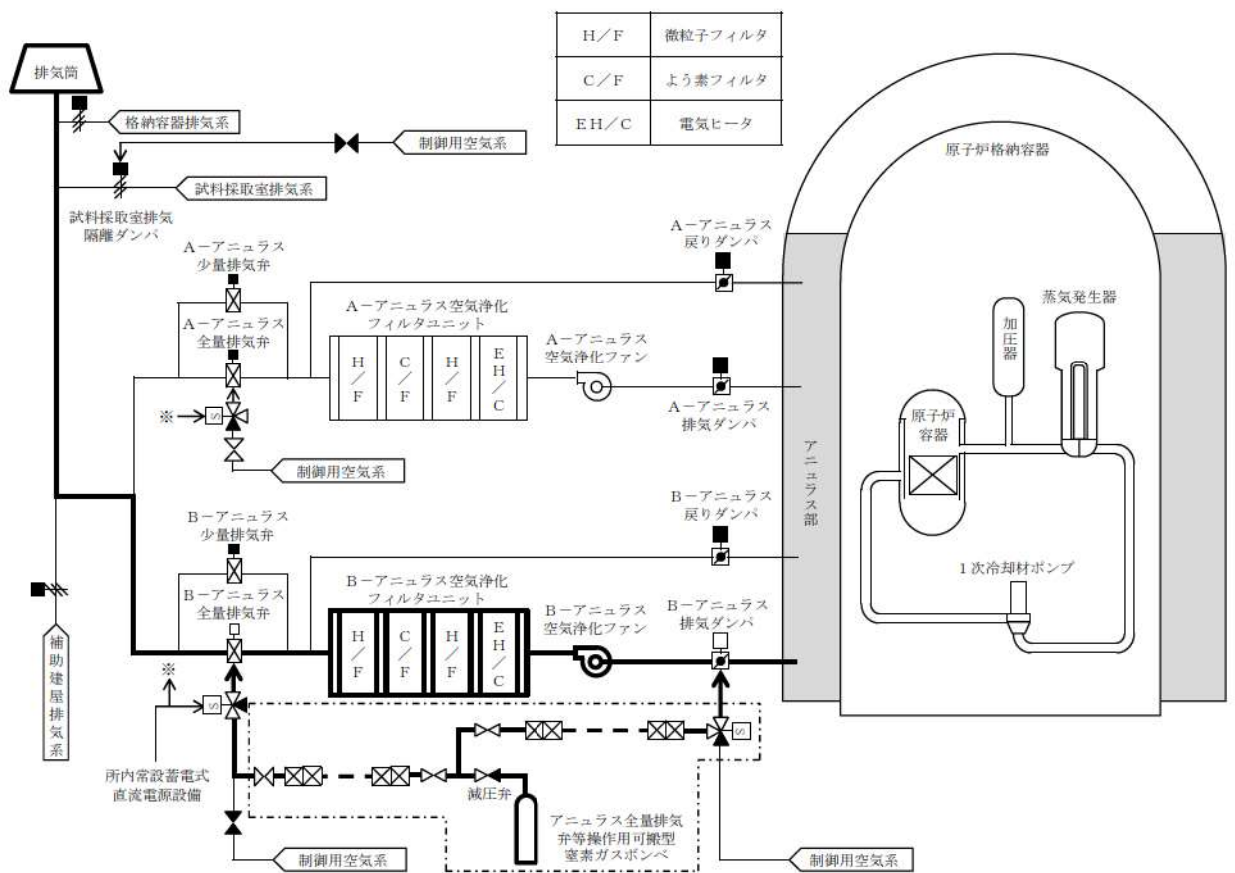 H/F 微粒子フィルタ
C/F よう素フィルタ
EH/C 電気ヒータ
排気筒
格納容器排気系
制御用空気系
試料採取室排気系
試料採取室排気
隔離ダンパ
原子炉格納容器
A-アニュラス
戻りダンパ
A-アニュラス
少量排気弁
A-アニュラス
全量排気弁
A-アニュラス空気浄化
フィルタユニット
H/F
C/F
H/F
EH/C
A-アニュラス
空気浄化ファン
A-アニュラス
排気ダンパ
※
S
制御用空気系
蒸気発生器
加圧器
原子炉
容器
アニュラス部
1次冷却材ポンプ
B-アニュラス
戻りダンパ
B-アニュラス
少量排気弁
B-アニュラス
全量排気弁
B-アニュラス空気浄化
フィルタユニット
H/F
C/F
H/F
EH/C
B-アニュラス
空気浄化ファン
B-アニュラス
排気ダンパ
補助建屋排気系
※
S
S
所内常設蓄電式
直流電源設備
減圧弁
アニュラス全量排気
弁等操作用可搬型
窒素ガスボンベ
制御用空気系
制御用空気系